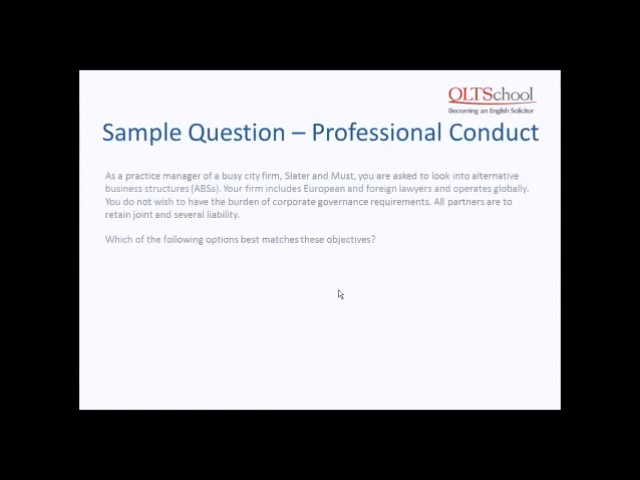 QLTSchool
Becoming an English Solicitor
Sample Question – Professional Conduct
As a practice manager of a busy city firm, Slater and Must, you are asked to look into alternative
business structures (ABSs). Your firm includes European and foreign lawyers and operates globally.
You do not wish to have the burden of corporate governance requirements. All partners are to
retain joint and several liability.
Which of the following options best matches these objectives?